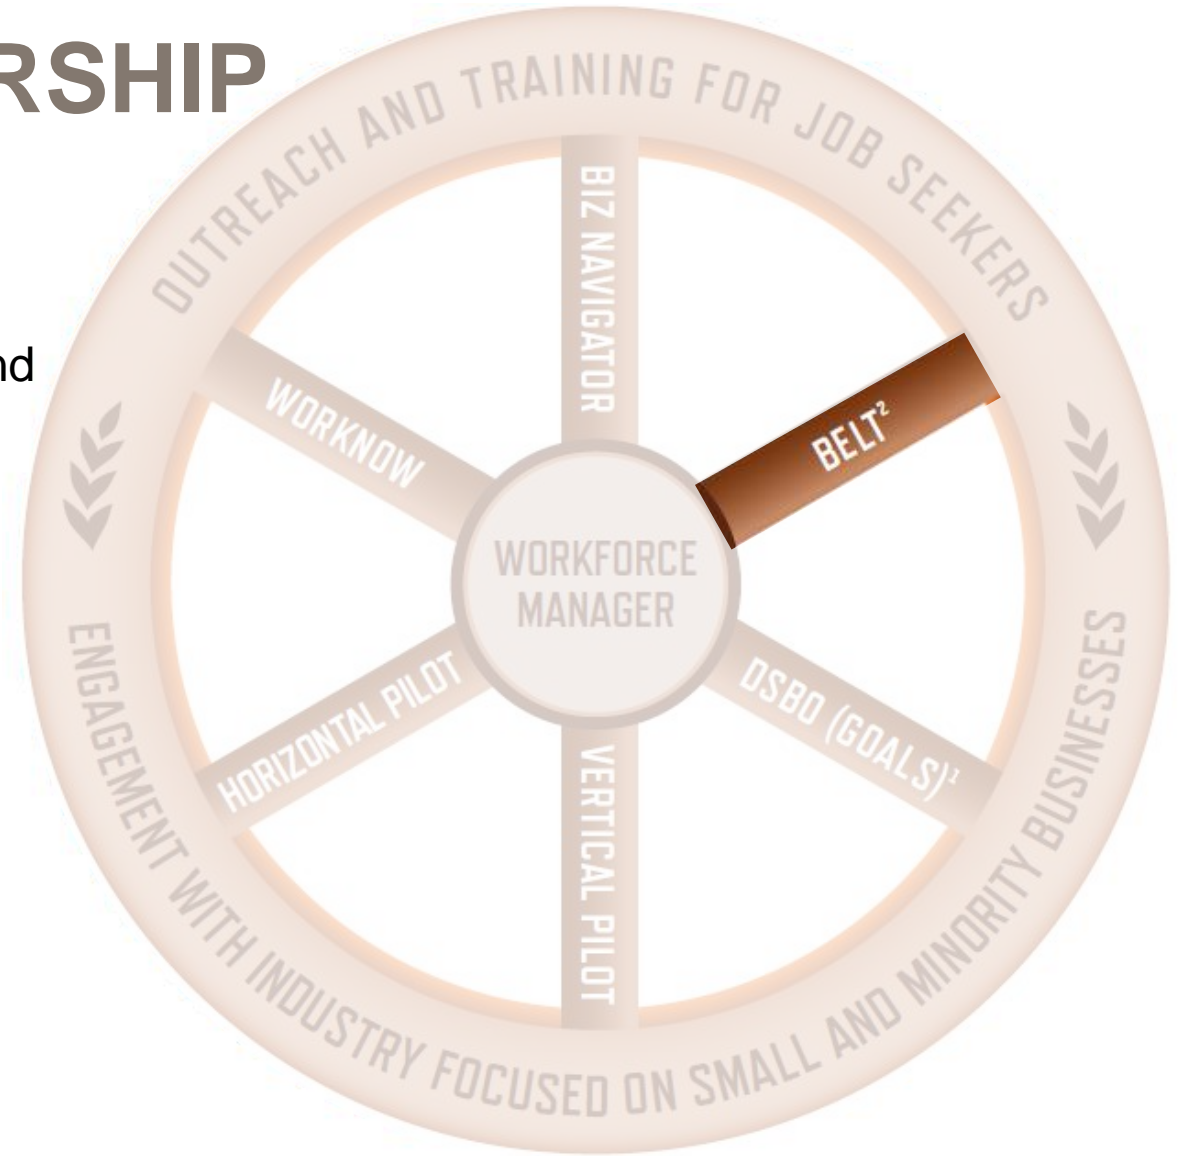 RSHIP
nd
OUTREACH AND TRAINING FOR JOB SEEKERS
BIZ NAVIGATOR
BELT²
WORKNOW
WORKFORCE
MANAGER
HORIZONTAL PILOT
VERTICAL PILOT
DSBO (GOALS)¹
ENGAGEMENT WITH INDUSTRY FOCUSED ON SMALL AND MINORITY BUSINESSES